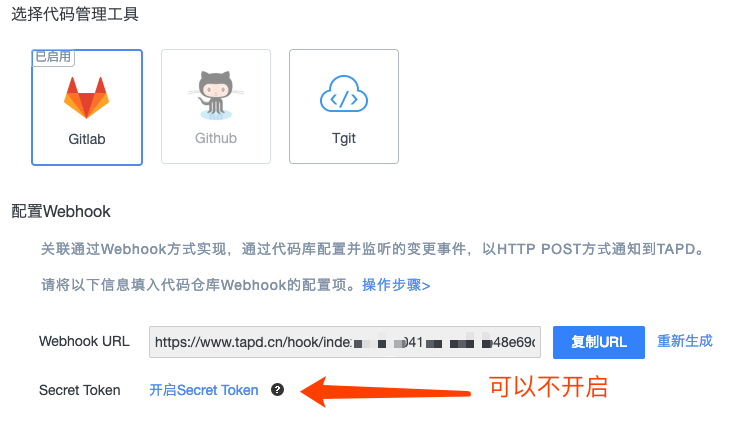 选择代码管理工具
已启用
Gitlab
Github
Tgit
配置Webhook
关联通过Webhook方式实现，通过代码库配置并监听的变更事件，以HTTP POST方式通知到TAPD。
请将以下信息填入代码仓库Webhook的配置项。操作步骤>
Webhook URL https://www.tapd.cn/hook/inde 041 48e69 复制URL 重新生成
Secret Token 开启Secret Token ? 可以不开启